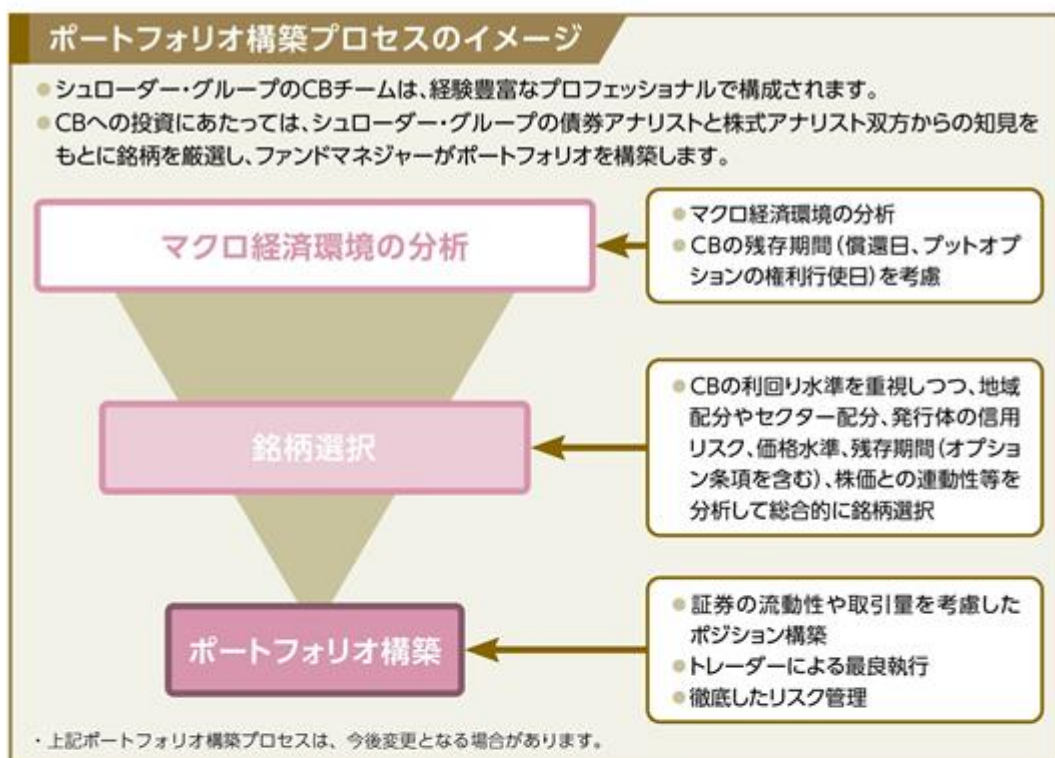 ポートフォリオ構築プロセスのイメージ
●シュローダー・グループのCBチームは、経験豊富なプロフェッショナルで構成されます。
●CBへの投資にあたっては、シュローダー・グループの債券アナリストと株式アナリスト双方からの知見を
もとに銘柄を厳選し、ファンドマネジャーがポートフォリオを構築します。
マクロ経済環境の分析
●マクロ経済環境の分析
●CBの残存期間(償還日、プットオプ
ションの権利行使日)を考慮
銘柄選択
●CBの利回り水準を重視しつつ、地域
配分やセクター配分、発行体の信用
リスク、価格水準、残存期間(オプショ
ン条項を含む)、株価との連動性等を
分析して総合的に銘柄選択
ポートフォリオ構築
●証券の流動性や取引量を考慮した
ポジション構築
●トレーダーによる最良執行
●徹底したリスク管理
・上記ポートフォリオ構築プロセスは、今後変更となる場合があります。